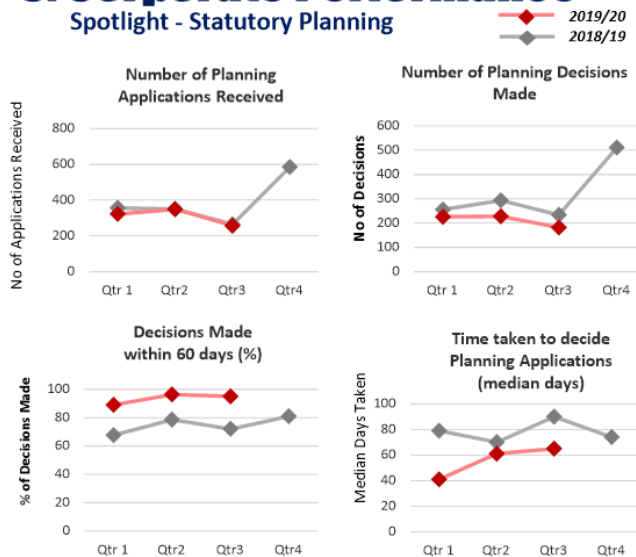 Spotlight - Statutory Planning
2019/20
2018/19
Number of Planning
Applications Received
No of Applications Received
800
600
400
200
0
Qtr 1
Qtr2
Qtr3
Qtr4
Number of Planning Decisions
Made
No of Decisions
600
500
400
300
200
100
0
Qtr 1
Qtr2
Qtr3
Qtr4
Decisions Made
within 60 days (%)
% of Decisions Made
100
80
60
40
20
0
Qtr 1
Qtr2
Qtr3
Qtr4
Time taken to decide
Planning Applications
(median days)
Median Days Taken
100
80
60
40
20
0
Qtr 1
Qtr2
Qtr3
Qtr4